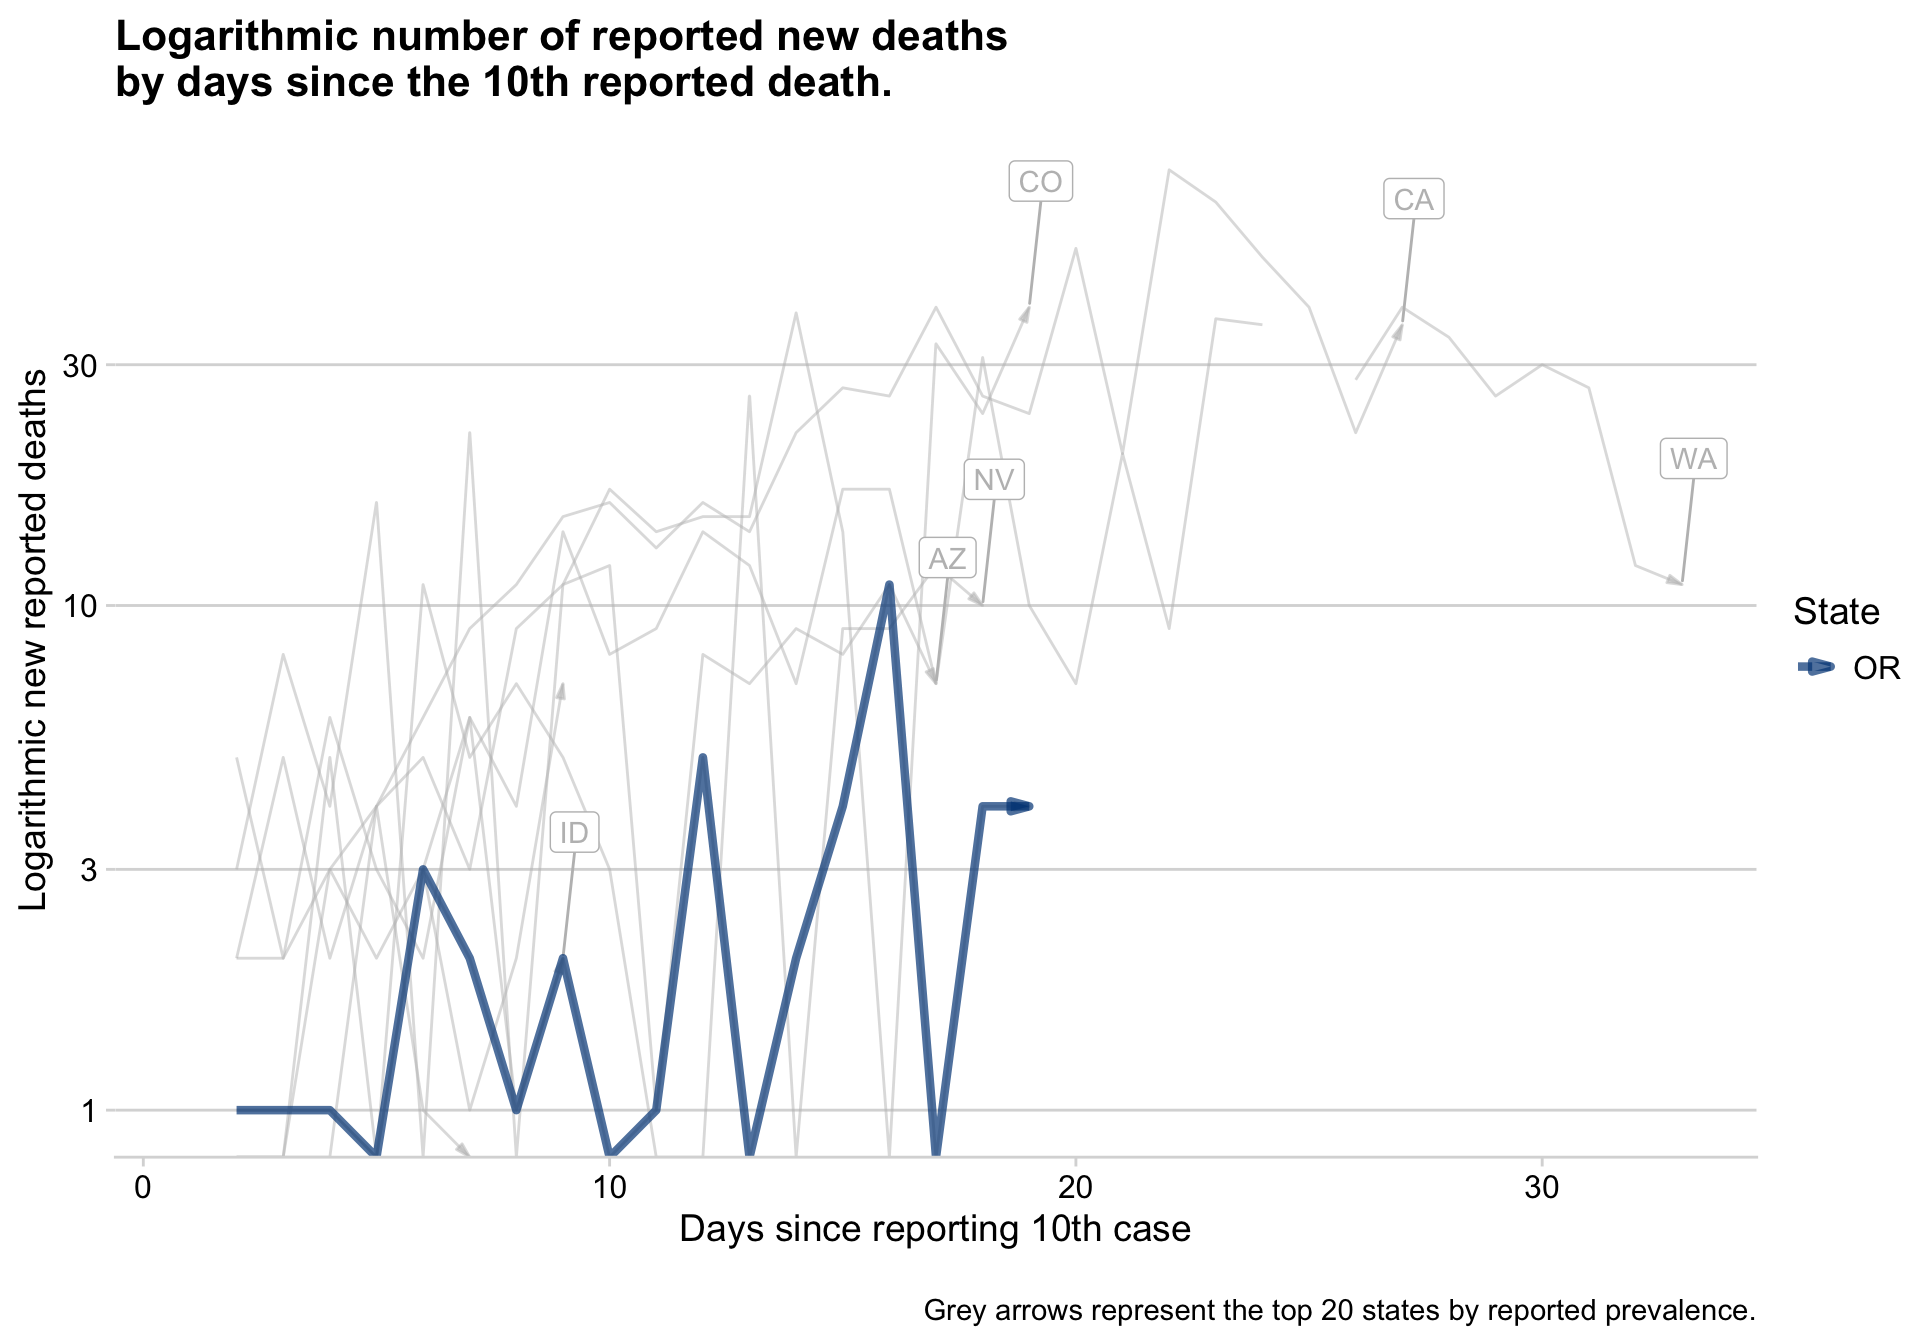 Logarithmic number of reported new deaths
by days since the 10th reported death.
CO
CA
30
WA
NV
AZ
10
State
OR
ID
3
1
Logarithmic new reported deaths
0 10 20 30
Days since reporting 10th case
Grey arrows represent the top 20 states by reported prevalence.